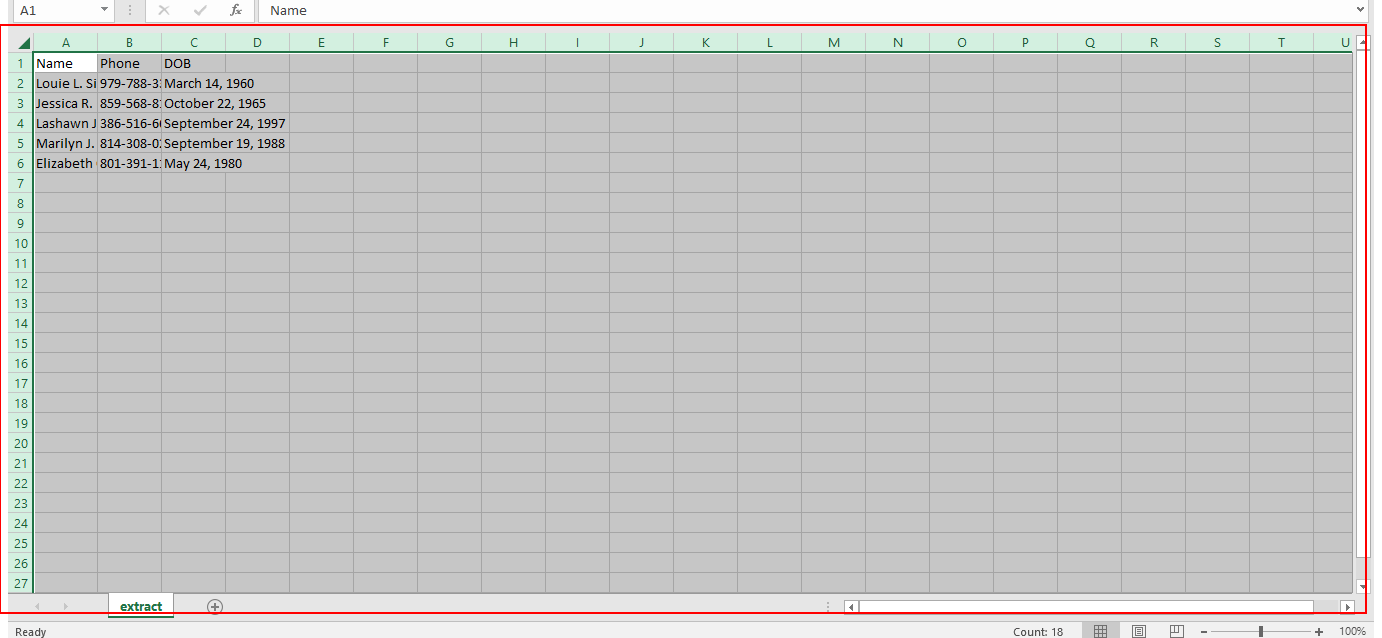 A1 fx Name
A B C D E F G H I J K L M N O P Q R S T U
1 Name Phone DOB
2 Louie L. Si 979-788-3 March 14, 1960
3 Jessica R. 859-568-8 October 22, 1965
4 Lashawn J 386-516-6 September 24, 1997
5 Marilyn J. 814-308-0 September 19, 1988
6 Elizabeth 801-391-1 May 24, 1980
7
8
9
10
11
12
13
14
15
16
17
18
19
20
21
22
23
24
25
26
27
extract
Ready Count: 18 100%